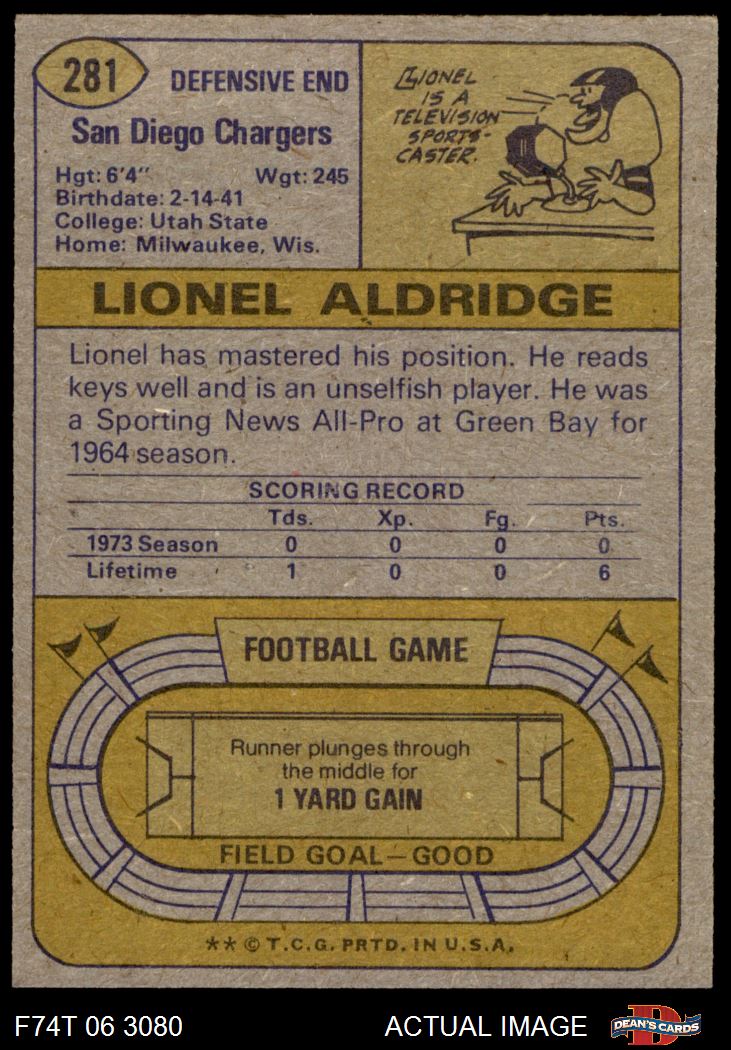 281
DEFENSIVE END
San Diego Chargers
Hgt: 6'4" Wgt: 245
Birthdate: 2-14-41
College: Utah State
Home: Milwaukee, Wis.
LIONEL
IS A
TELEVISION
SPORTS-
CASTER.
LIONEL ALDRIDGE
Lionel has mastered his position. He reads
keys well and is an unselfish player. He was
a Sporting News All-Pro at Green Bay for
1964 season.
SCORING RECORD
Tds. Xp. Fg. Pts.
1973 Season 0 0 0 0
Lifetime 1 0 0 6
FOOTBALL GAME
Runner plunges through
the middle for
1 YARD GAIN
FIELD GOAL—GOOD
** © T.C.G. PRTD. IN U.S.A.
F74T 06 3080 ACTUAL IMAGE D DEAN'S CARDS